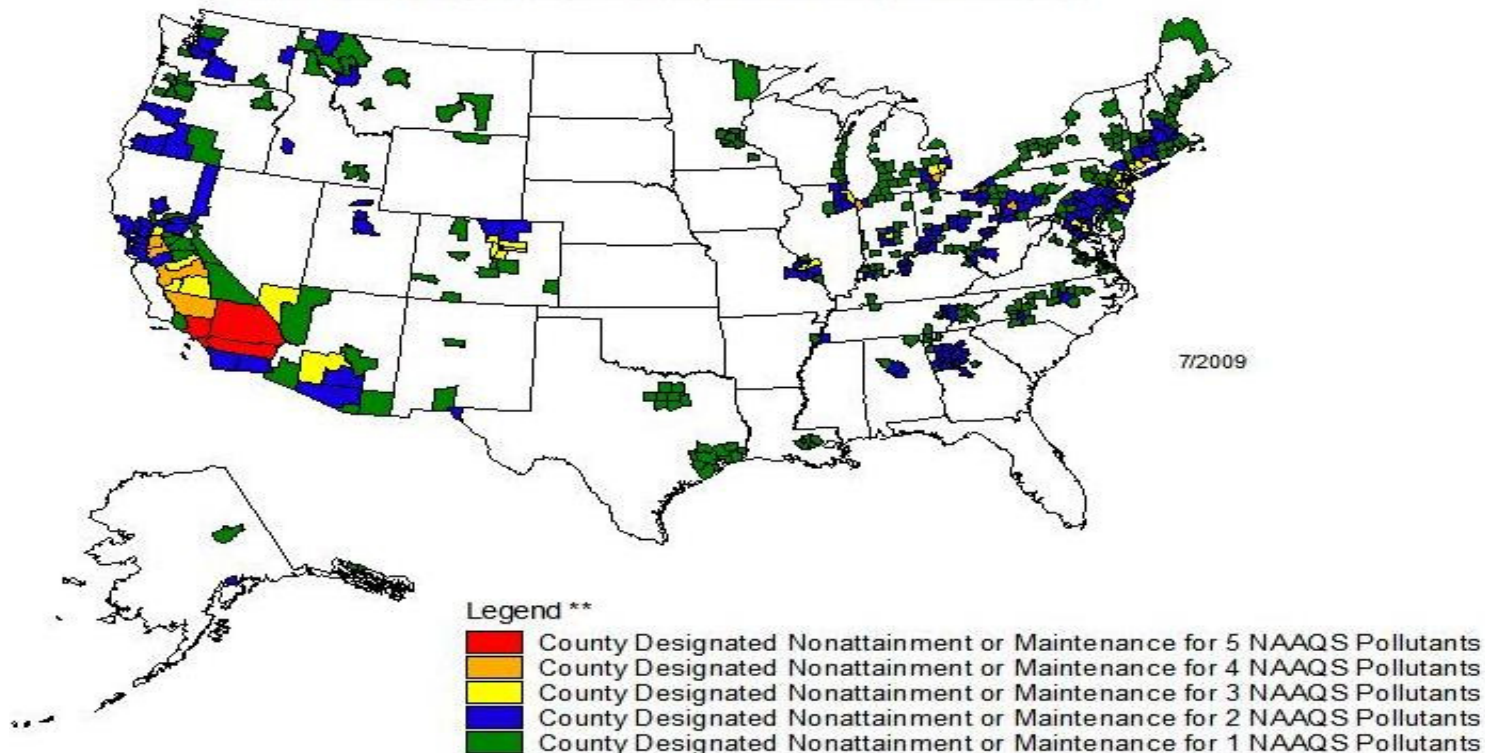 7/2009
Legend **
County Designated Nonattainment or Maintenance for 5 NAAQS Pollutants
County Designated Nonattainment or Maintenance for 4 NAAQS Pollutants
County Designated Nonattainment or Maintenance for 3 NAAQS Pollutants
County Designated Nonattainment or Maintenance for 2 NAAQS Pollutants
County Designated Nonattainment or Maintenance for 1 NAAQS Pollutants